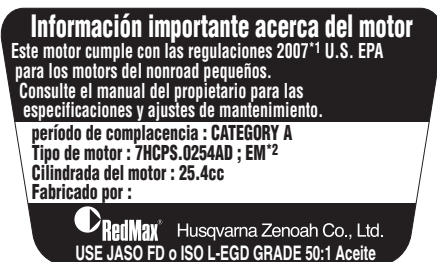 Información importante acerca del motor
Este motor cumple con las regulaciones 2007*1 U.S. EPA
para los motors del nonroad pequeños.
Consulte el manual del propietario para las
especificaciones y ajustes de mantenimiento.
período de complacencia : CATEGORY A
Tipo de motor : 7HCPS.0254AD ; EM*2
Cilindrada del motor : 25.4cc
Fabricado por :
RedMax® Husqvarna Zenoah Co., Ltd.
USE JASO FD o ISO L-EGD GRADE 50:1 Aceite